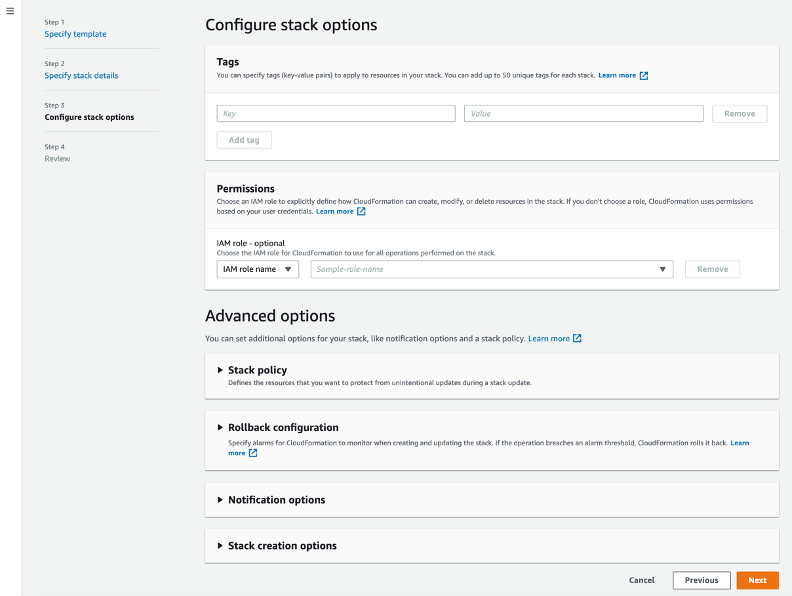 Step 1
Specify template
Step 2
Specify stack details
Step 3
Configure stack options
Step 4
Review
Configure stack options
Tags
You can specify tags (key-value pairs) to apply to resources in your stack. You can add up to 50 unique tags for each stack. Learn more
Key
Value
Remove
Add tag
Permissions
Choose an IAM role to explicitly define how CloudFormation can create, modify, or delete resources in the stack. If you don't choose a role, CloudFormation uses permissions
based on your user credentials. Learn more
IAM role - optional
Choose the IAM role for CloudFormation to use for all operations performed on the stack.
IAM role name
Sample-role-name
Remove
Advanced options
You can set additional options for your stack, like notification options and a stack policy. Learn more
Stack policy
Defines the resources that you want to protect from unintentional updates during a stack update.
Rollback configuration
Specify alarms for CloudFormation to monitor when creating and updating the stack. If the operation breaches an alarm threshold, CloudFormation rolls it back. Learn
more
Notification options
Stack creation options
Cancel
Previous
Next